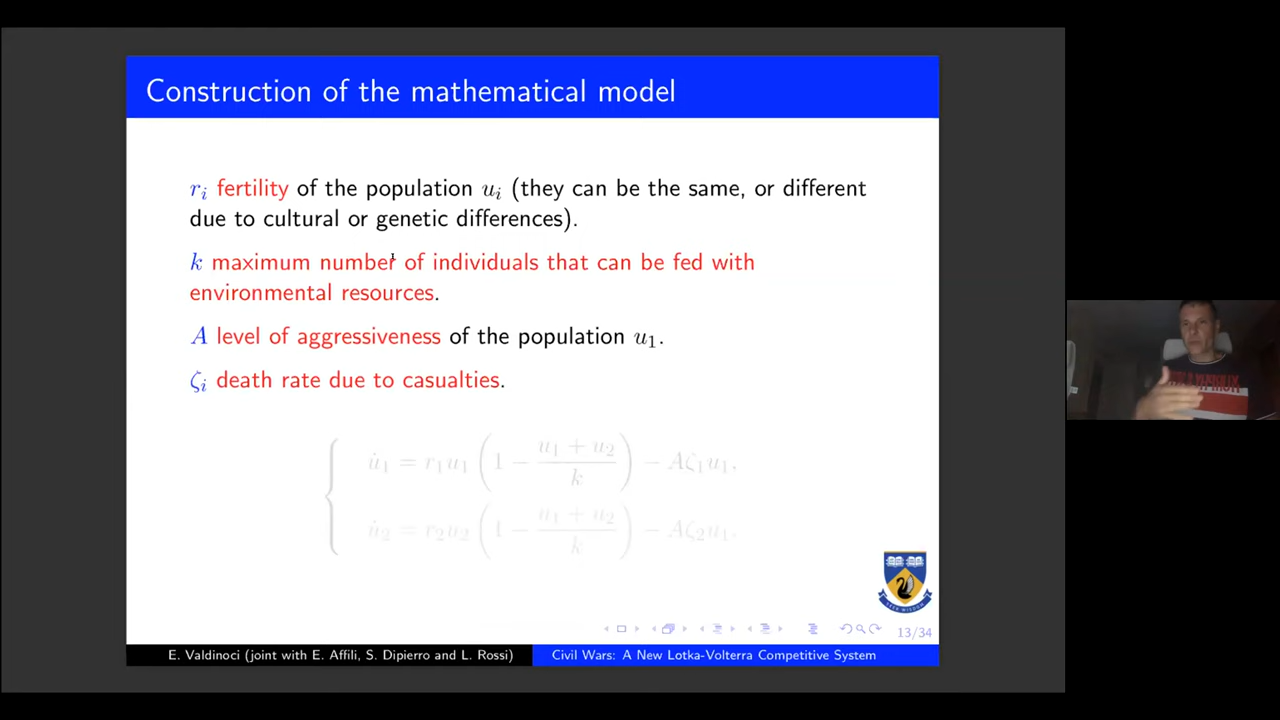 Construction of the mathematical model
rᵢ fertility of the population uᵢ (they can be the same, or different
due to cultural or genetic differences).
k maximum number of individuals that can be fed with
environmental resources.
A level of aggressiveness of the population u₁.
ζᵢ death rate due to casualties.
u̇₁ = r₁u₁ (1 − (u₁ + u₂)/k) − Aζ₁u₁,
u̇₂ = r₂u₂ (1 − (u₁ + u₂)/k) − Aζ₂u₁.
SEEK WISDOM
13/34
E. Valdinoci (joint with E. Affili, S. Dipierro and L. Rossi) Civil Wars: A New Lotka-Volterra Competitive System